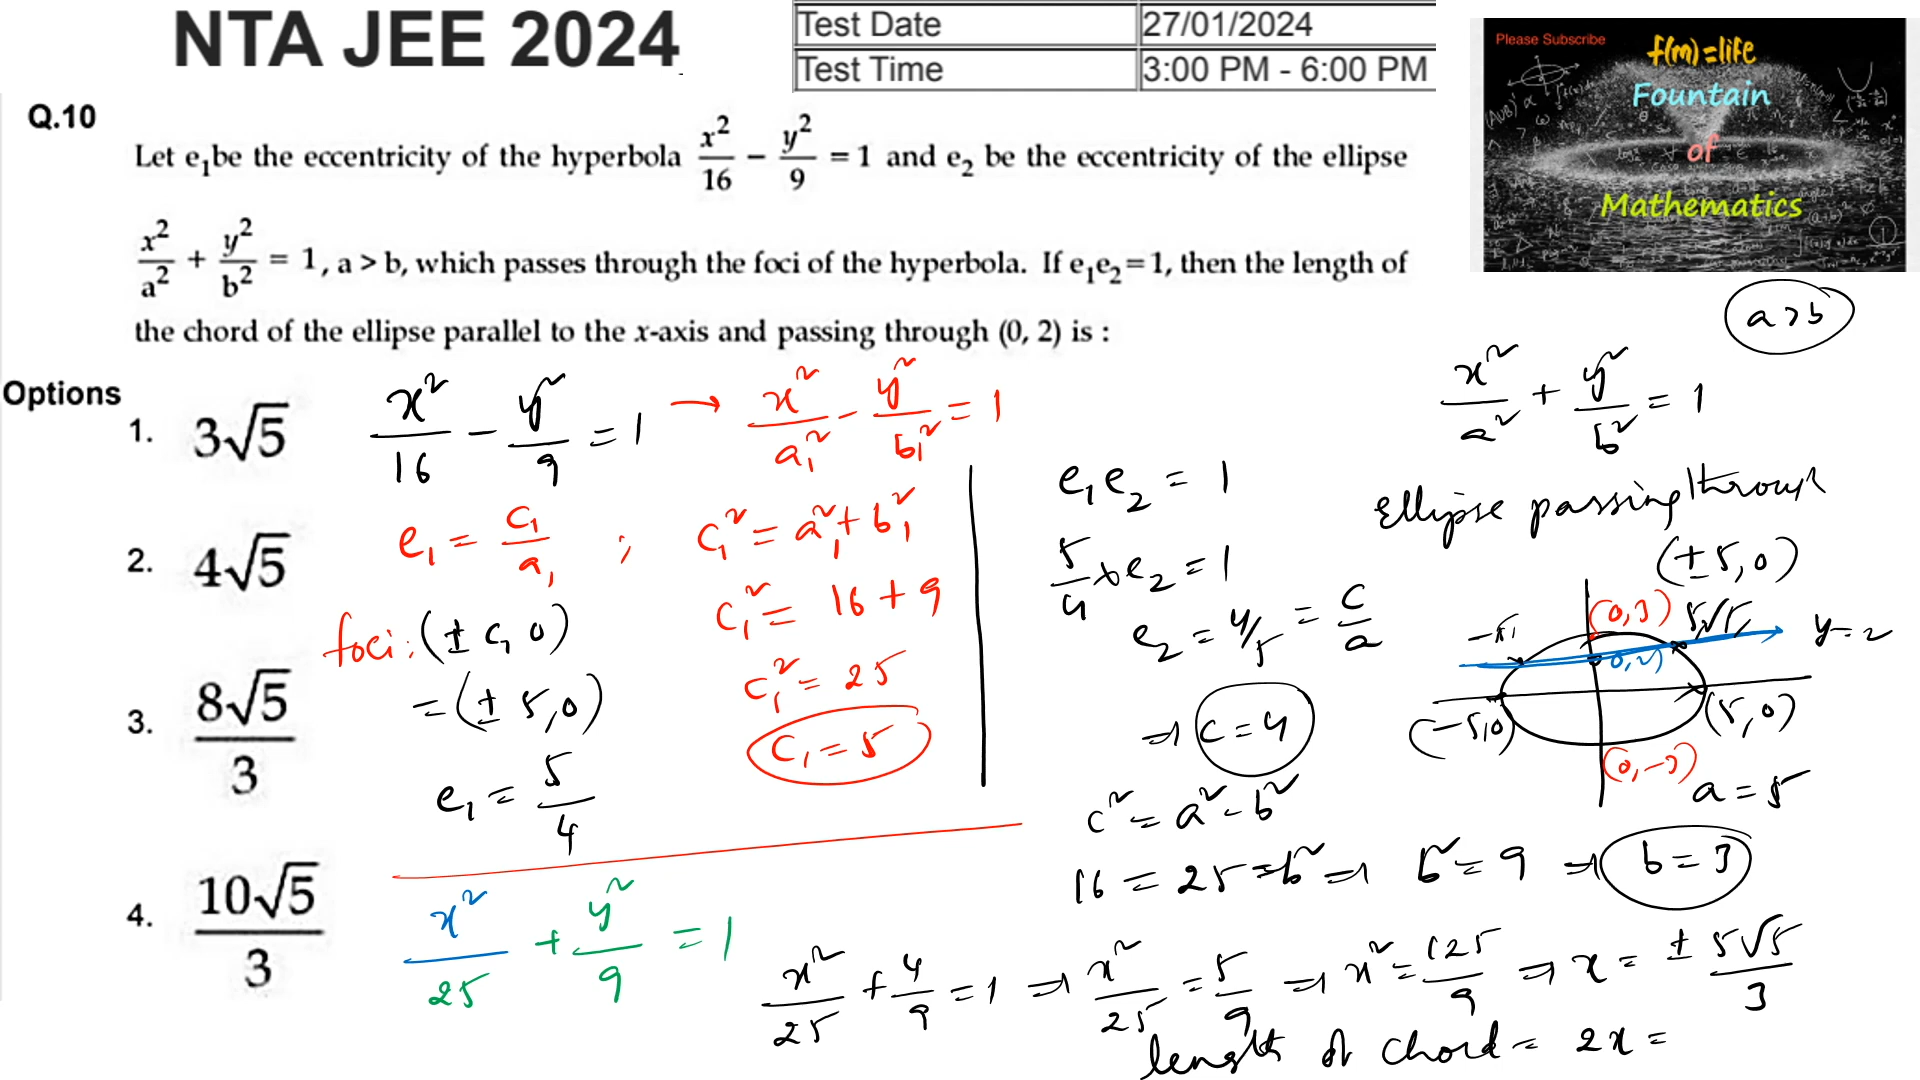 NTA JEE 2024
Test Date 27/01/2024
Test Time 3:00 PM - 6:00 PM
Please Subscribe
f(m)=life
Fountain
of
Mathematics
Q.10
Let e₁be the eccentricity of the hyperbola x²/16 − y²/9 = 1 and e₂ be the eccentricity of the ellipse
x²/a² + y²/b² = 1, a > b, which passes through the foci of the hyperbola. If e₁e₂=1, then the length of
the chord of the ellipse parallel to the x-axis and passing through (0, 2) is :
Options
1. 3√5
2. 4√5
3. 8√5/3
4. 10√5/3
x²/16 − y²/9 = 1 → x²/a₁² − y²/b₁² = 1
e₁ = c₁/a₁ ; c₁² = a₁² + b₁²
c₁² = 16 + 9
foci: (± c₁, 0)
c₁² = 25
= (± 5, 0)
c₁ = 5
e₁ = 5/4
e₁e₂ = 1
5/4 × e₂ = 1
e₂ = 4/5 = c/a
⇒ c = 4
c² = a² − b²
16 = 25 − b² ⇒ b² = 9 ⇒ b = 3
a > b
x²/a² + y²/b² = 1
Ellipse passing through
(± 5, 0)
(0, 3)
y = 2
(0, 2)
(−5, 0)
(5, 0)
(0, −3)
a = 5
x²/25 + y²/9 = 1
x²/25 + 4/9 = 1 ⇒ x²/25 = 5/9 ⇒ x² = 125/9 ⇒ x = ± 5√5/3
length of chord = 2x =